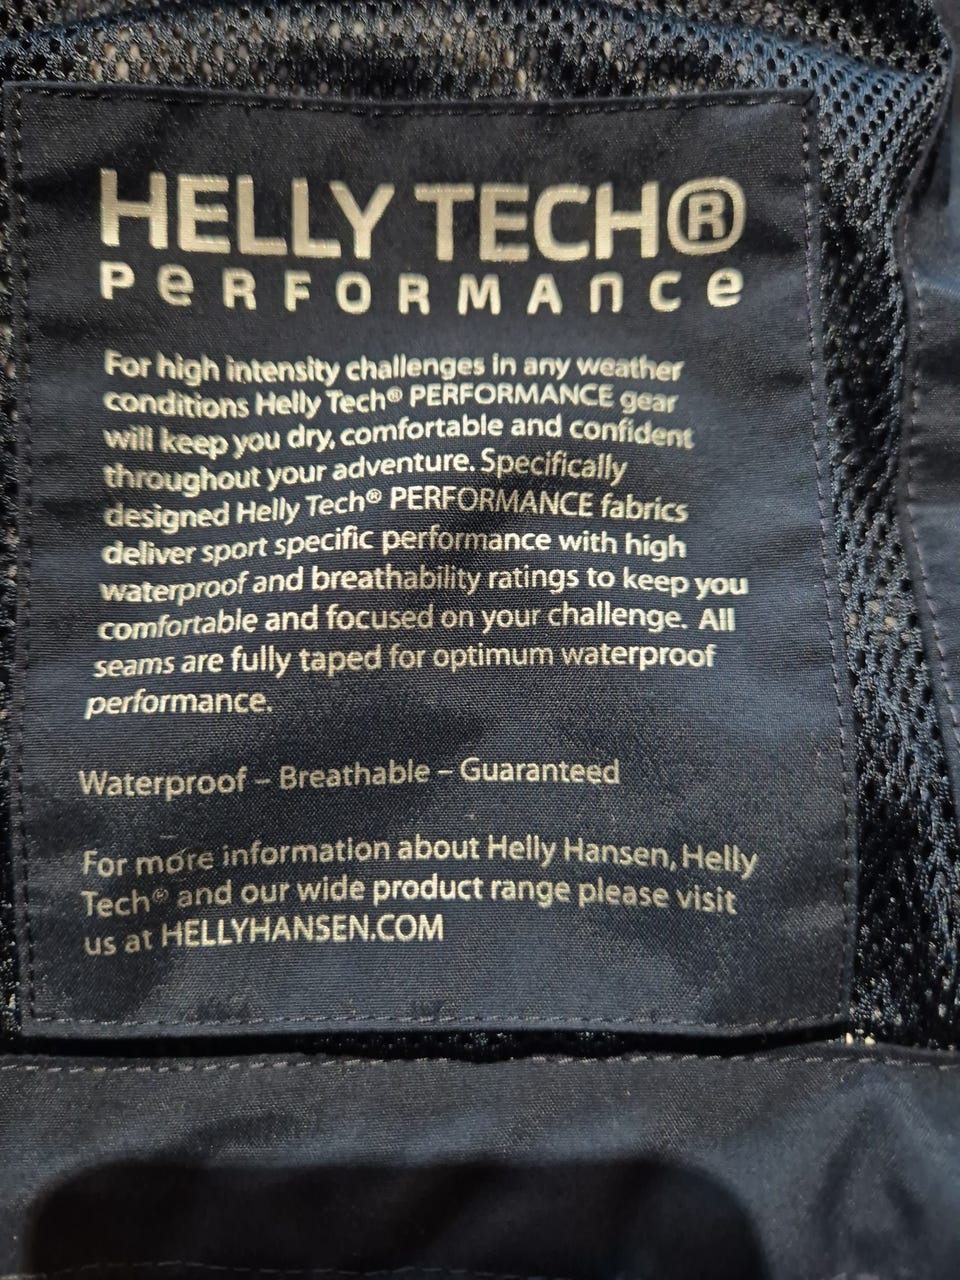 HELLY TECH®
PeRFORMAnce
For high intensity challenges in any weather
conditions Helly Tech® PERFORMANCE gear
will keep you dry, comfortable and confident
throughout your adventure. Specifically
designed Helly Tech® PERFORMANCE fabrics
deliver sport specific performance with high
waterproof and breathability ratings to keep you
comfortable and focused on your challenge. All
seams are fully taped for optimum waterproof
performance.
Waterproof – Breathable – Guaranteed
For more information about Helly Hansen, Helly
Tech® and our wide product range please visit
us at HELLYHANSEN.COM